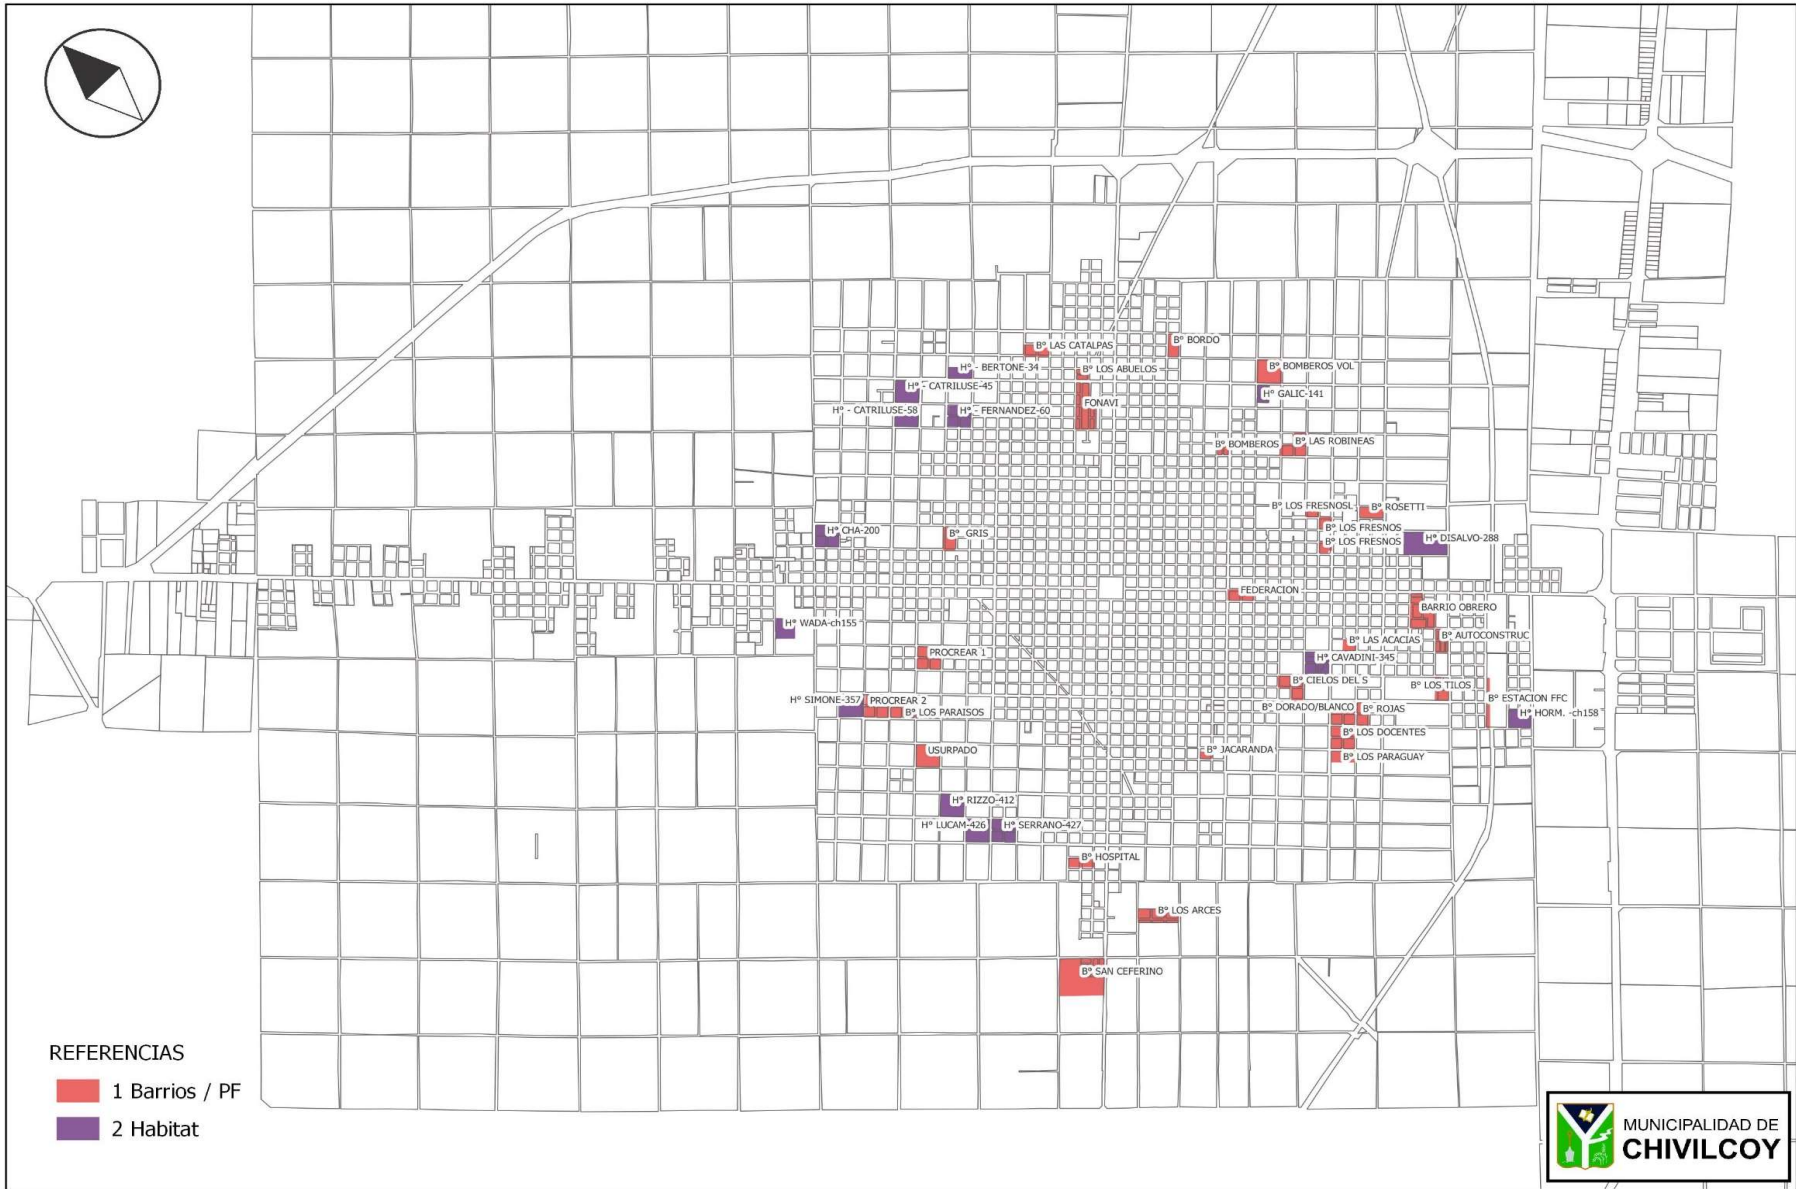 B° LAS CATALPAS
B° BORDO
H° - BERTONE-34
B° LOS ABUELOS
B° BOMBEROS VOL
H° - CATRILUSE-45
H° GALIC-141
H° - CATRILUSE-58
H° - FERNANDEZ-60
FONAVI
B° BOMBEROS
B° LAS ROBINEAS
B° LOS FRESNOSL
B° ROSETTI
H° CHA-200
B° GRIS
B° LOS FRESNOS
B° LOS FRESNOS
H° DISALVO-288
FEDERACION
BARRIO OBRERO
H° WADA-ch155
B° LAS ACACIAS
B° AUTOCONSTRUC
PROCREAR 1
H° CAVADINI-345
B° CIELOS DEL S
B° LOS TILOS
H° SIMONE-357
PROCREAR 2
B° LOS PARAISOS
B° DORADO/BLANCO
B° ROJAS
B° ESTACION FFC
H° HORM. -ch158
B° LOS DOCENTES
USURPADO
B° JACARANDA
B° LOS PARAGUAY
H° RIZZO-412
H° LUCAM-426
H° SERRANO-427
B° HOSPITAL
B° LOS ARCES
B° SAN CEFERINO
REFERENCIAS
1 Barrios / PF
2 Habitat
MUNICIPALIDAD DE
CHIVILCOY